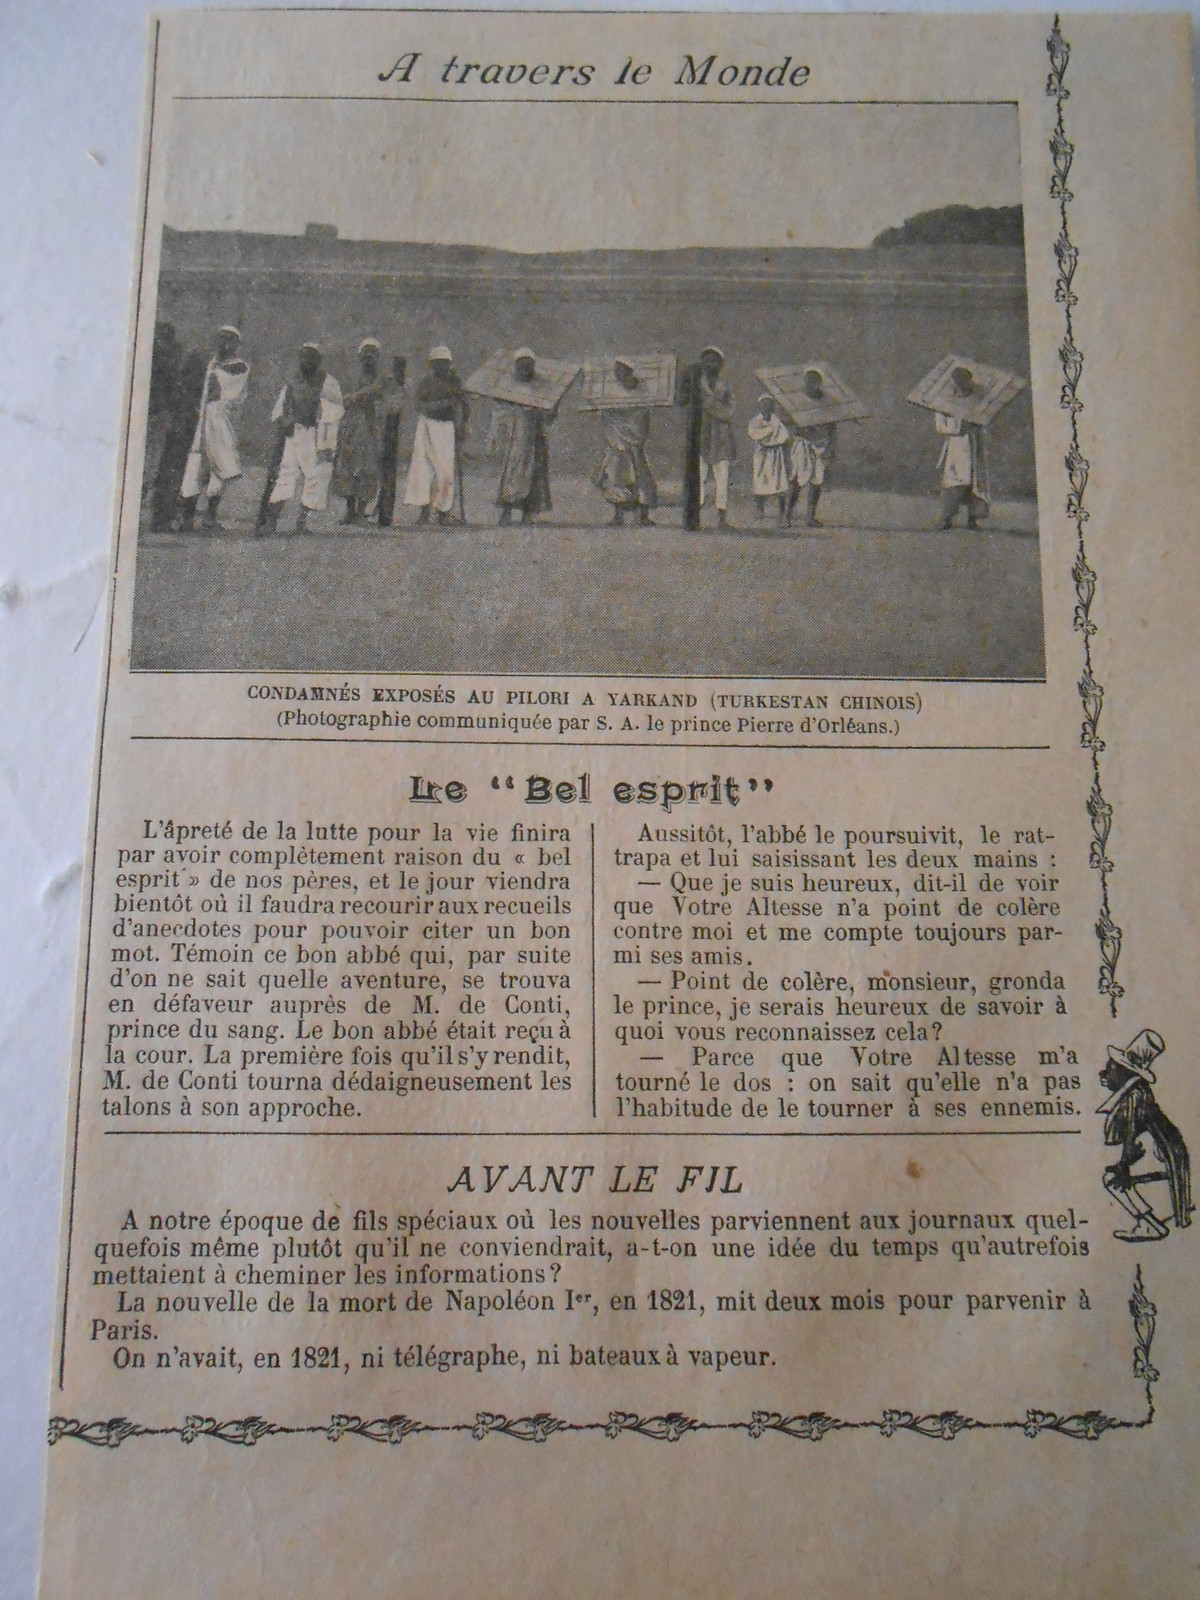 A travers le Monde
CONDAMNÉS EXPOSÉS AU PILORI A YARKAND (TURKESTAN CHINOIS)
(Photographie communiquée par S. A. le prince Pierre d'Orléans.)
Le "Bel esprit"
L'âpreté de la lutte pour la vie finira
par avoir complètement raison du « bel
esprit » de nos pères, et le jour viendra
bientôt où il faudra recourir aux recueils
d'anecdotes pour pouvoir citer un bon
mot. Témoin ce bon abbé qui, par suite
d'on ne sait quelle aventure, se trouva
en défaveur auprès de M. de Conti,
prince du sang. Le bon abbé était reçu à
la cour. La première fois qu'il s'y rendit,
M. de Conti tourna dédaigneusement les
talons à son approche.
Aussitôt, l'abbé le poursuivit, le rat-
trapa et lui saisissant les deux mains :
— Que je suis heureux, dit-il de voir
que Votre Altesse n'a point de colère
contre moi et me compte toujours par-
mi ses amis.
— Point de colère, monsieur, gronda
le prince, je serais heureux de savoir à
quoi vous reconnaissez cela?
— Parce que Votre Altesse m'a
tourné le dos : on sait qu'elle n'a pas
l'habitude de le tourner à ses ennemis.
AVANT LE FIL
A notre époque de fils spéciaux où les nouvelles parviennent aux journaux quel-
quefois même plutôt qu'il ne conviendrait, a-t-on une idée du temps qu'autrefois
mettaient à cheminer les informations?
La nouvelle de la mort de Napoléon Ier, en 1821, mit deux mois pour parvenir à
Paris.
On n'avait, en 1821, ni télégraphe, ni bateaux à vapeur.